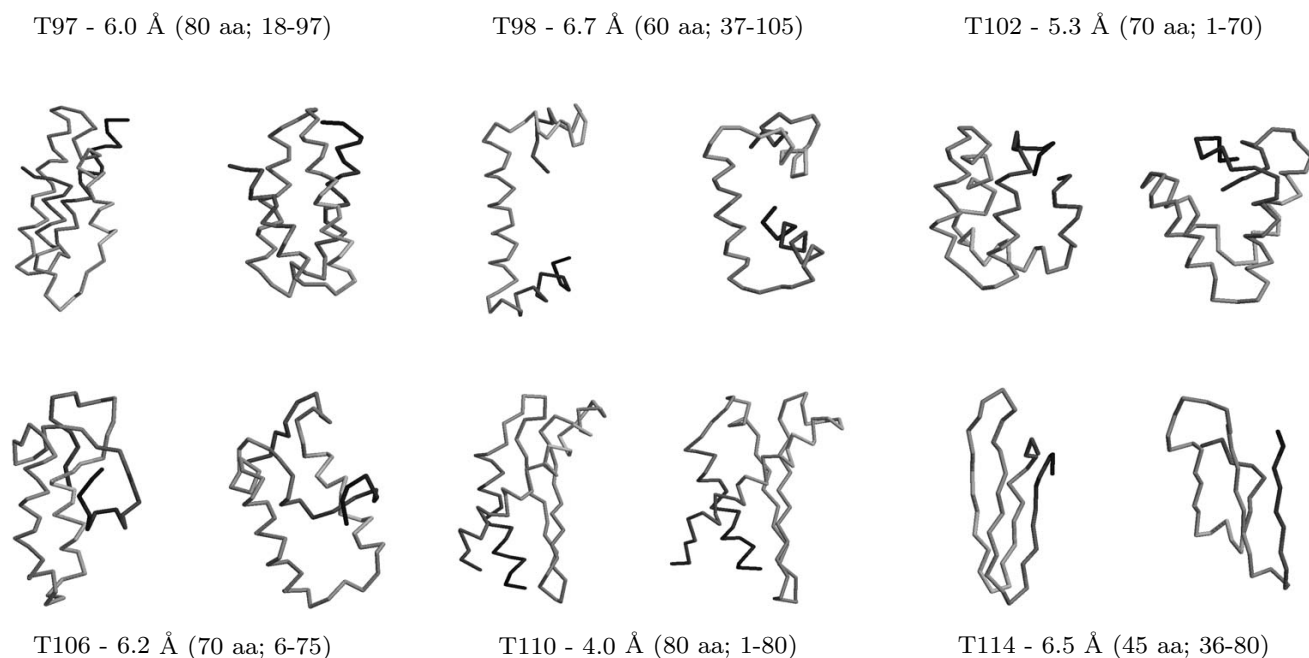 T97 - 6.0 Å (80 aa; 18-97) T98 - 6.7 Å (60 aa; 37-105) T102 - 5.3 Å (70 aa; 1-70)
T106 - 6.2 Å (70 aa; 6-75) T110 - 4.0 Å (80 aa; 1-80) T114 - 6.5 Å (45 aa; 36-80)